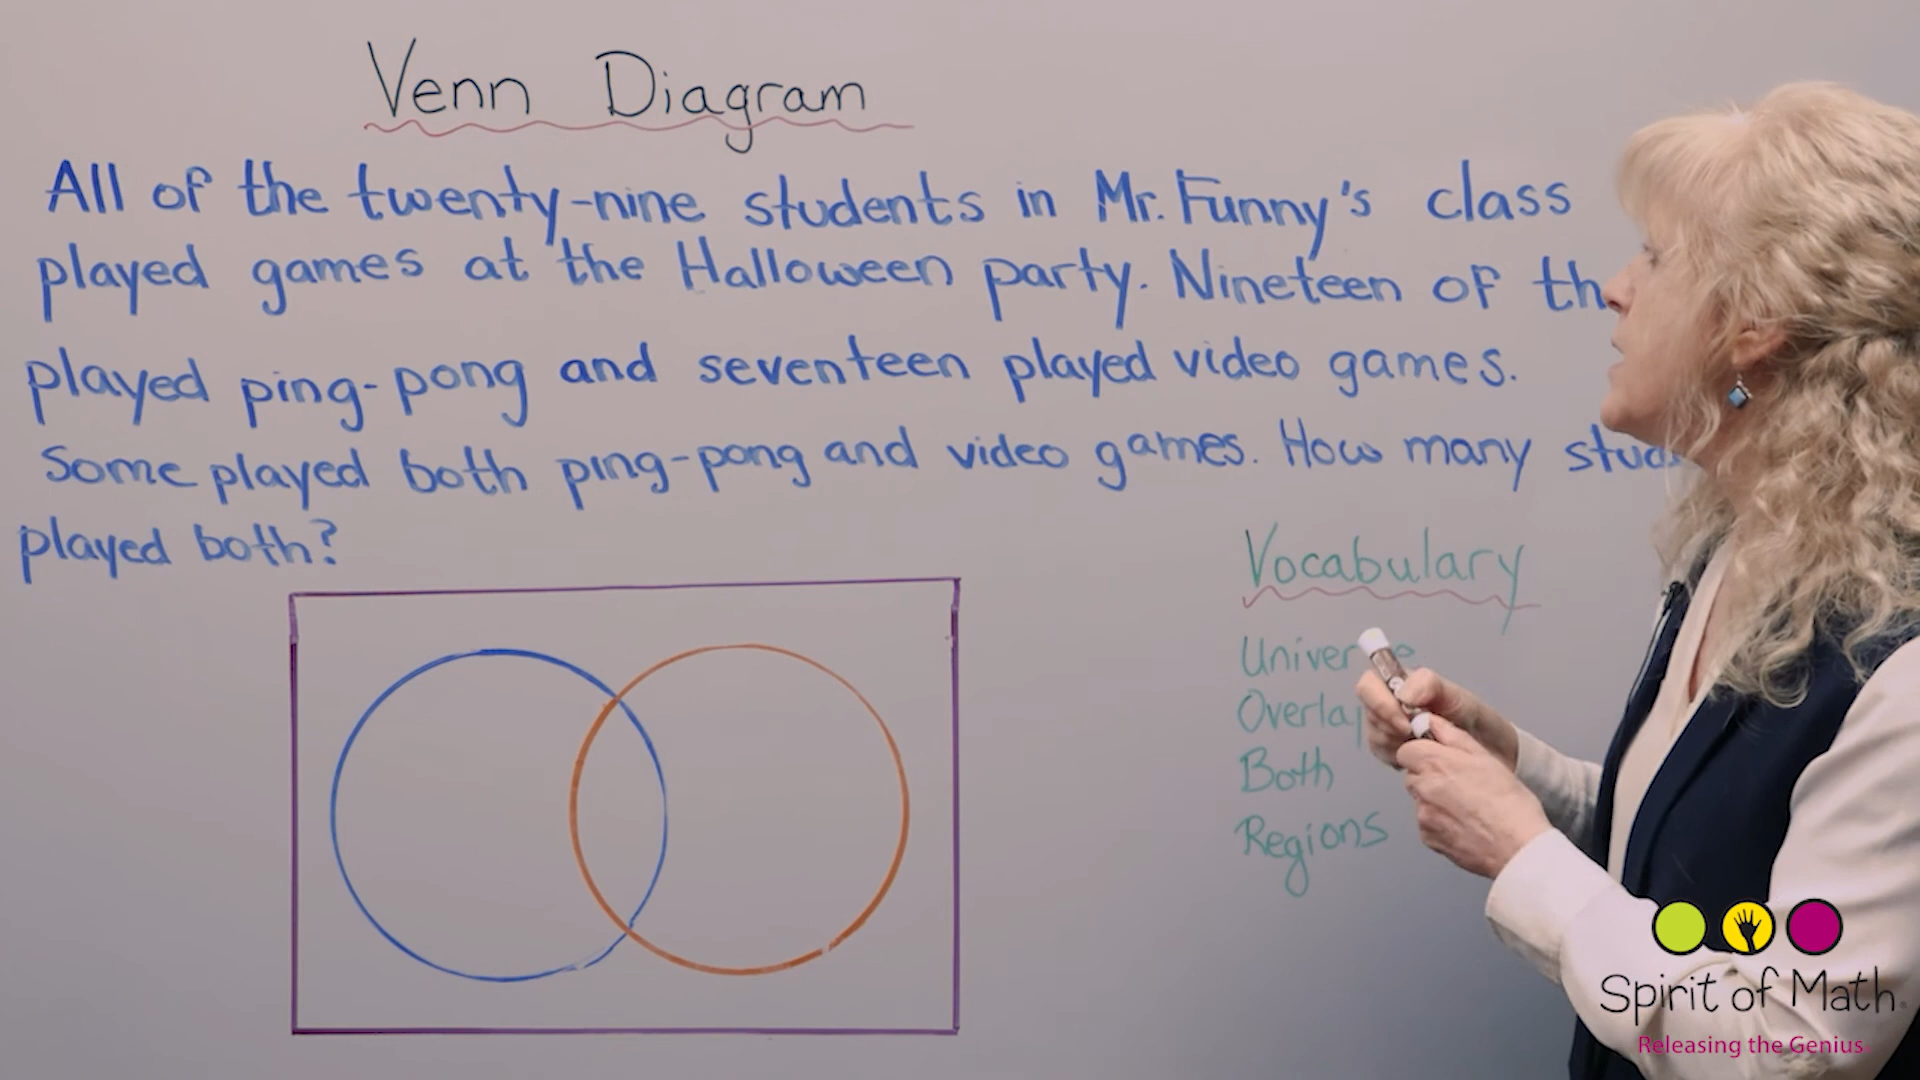 Venn Diagram
All of the twenty-nine students in Mr. Funny's class
played games at the Halloween party. Nineteen of
played ping-pong and seventeen played video games.
Some played both ping-pong and video games. How many
played both?
Vocabulary
Both
Regions
Spirit of Math
Releasing the Genius.